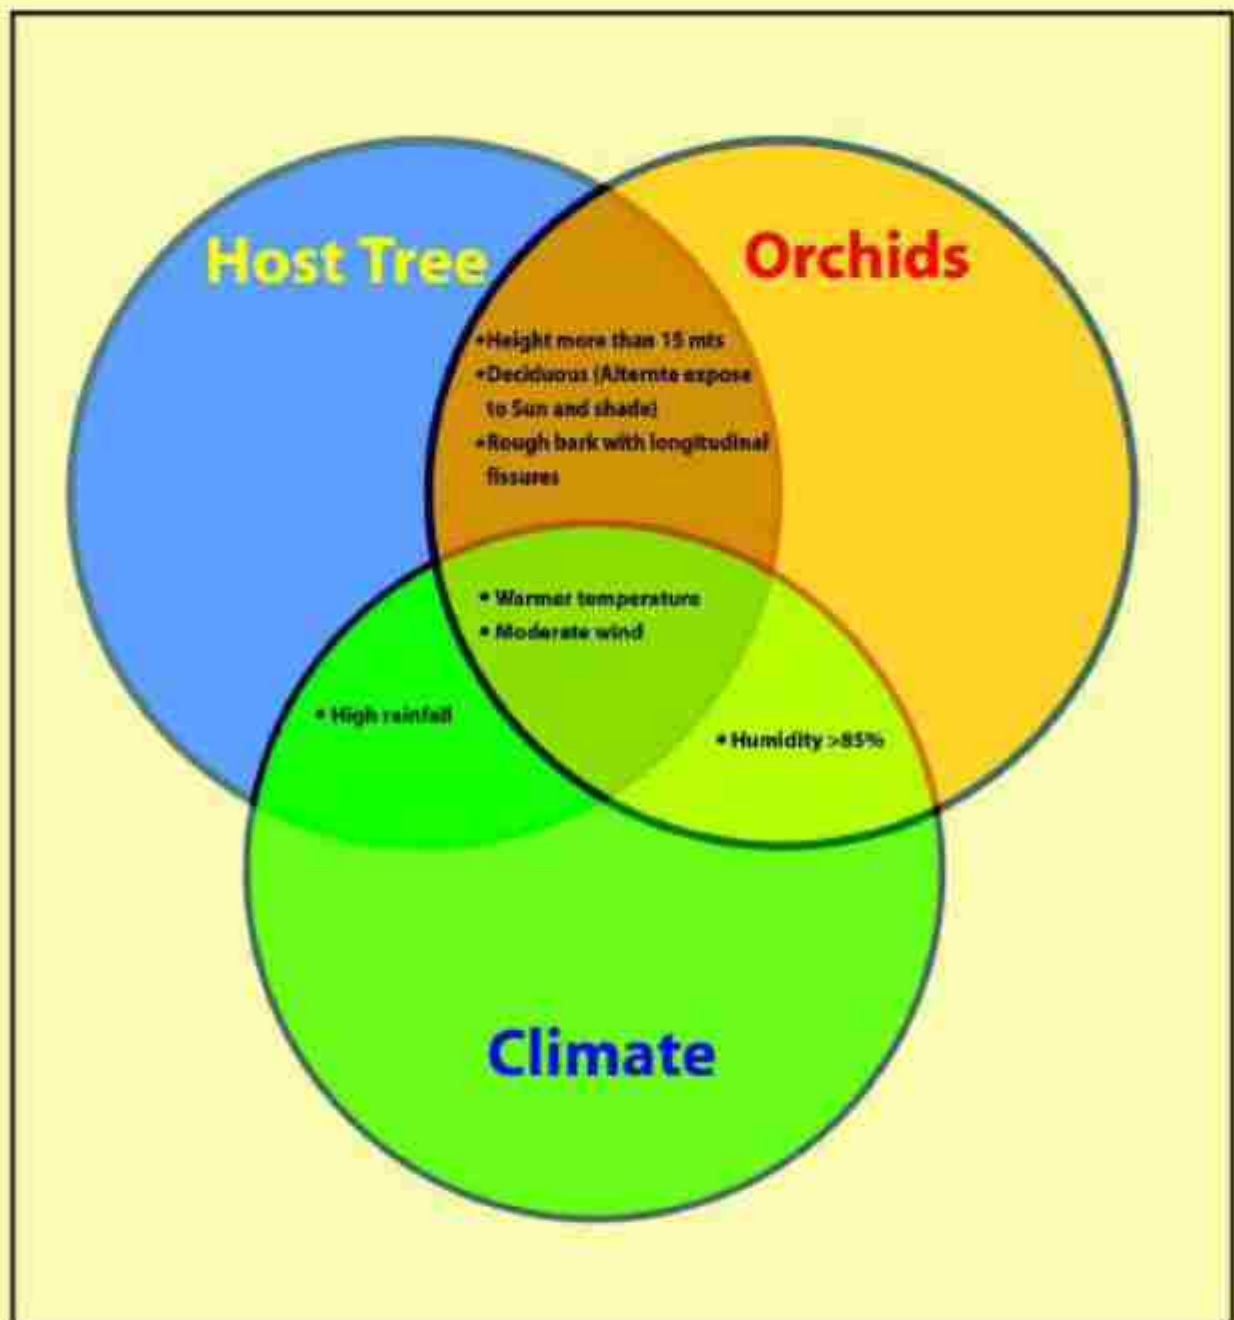 Host Tree
Orchids
•Height more than 15 mts
•Deciduous (Alternte expose
to Sun and shade)
•Rough bark with longitudinal
fissures
• Warmer temperature
• Moderate wind
• High rainfall
• Humidity >85%
Climate